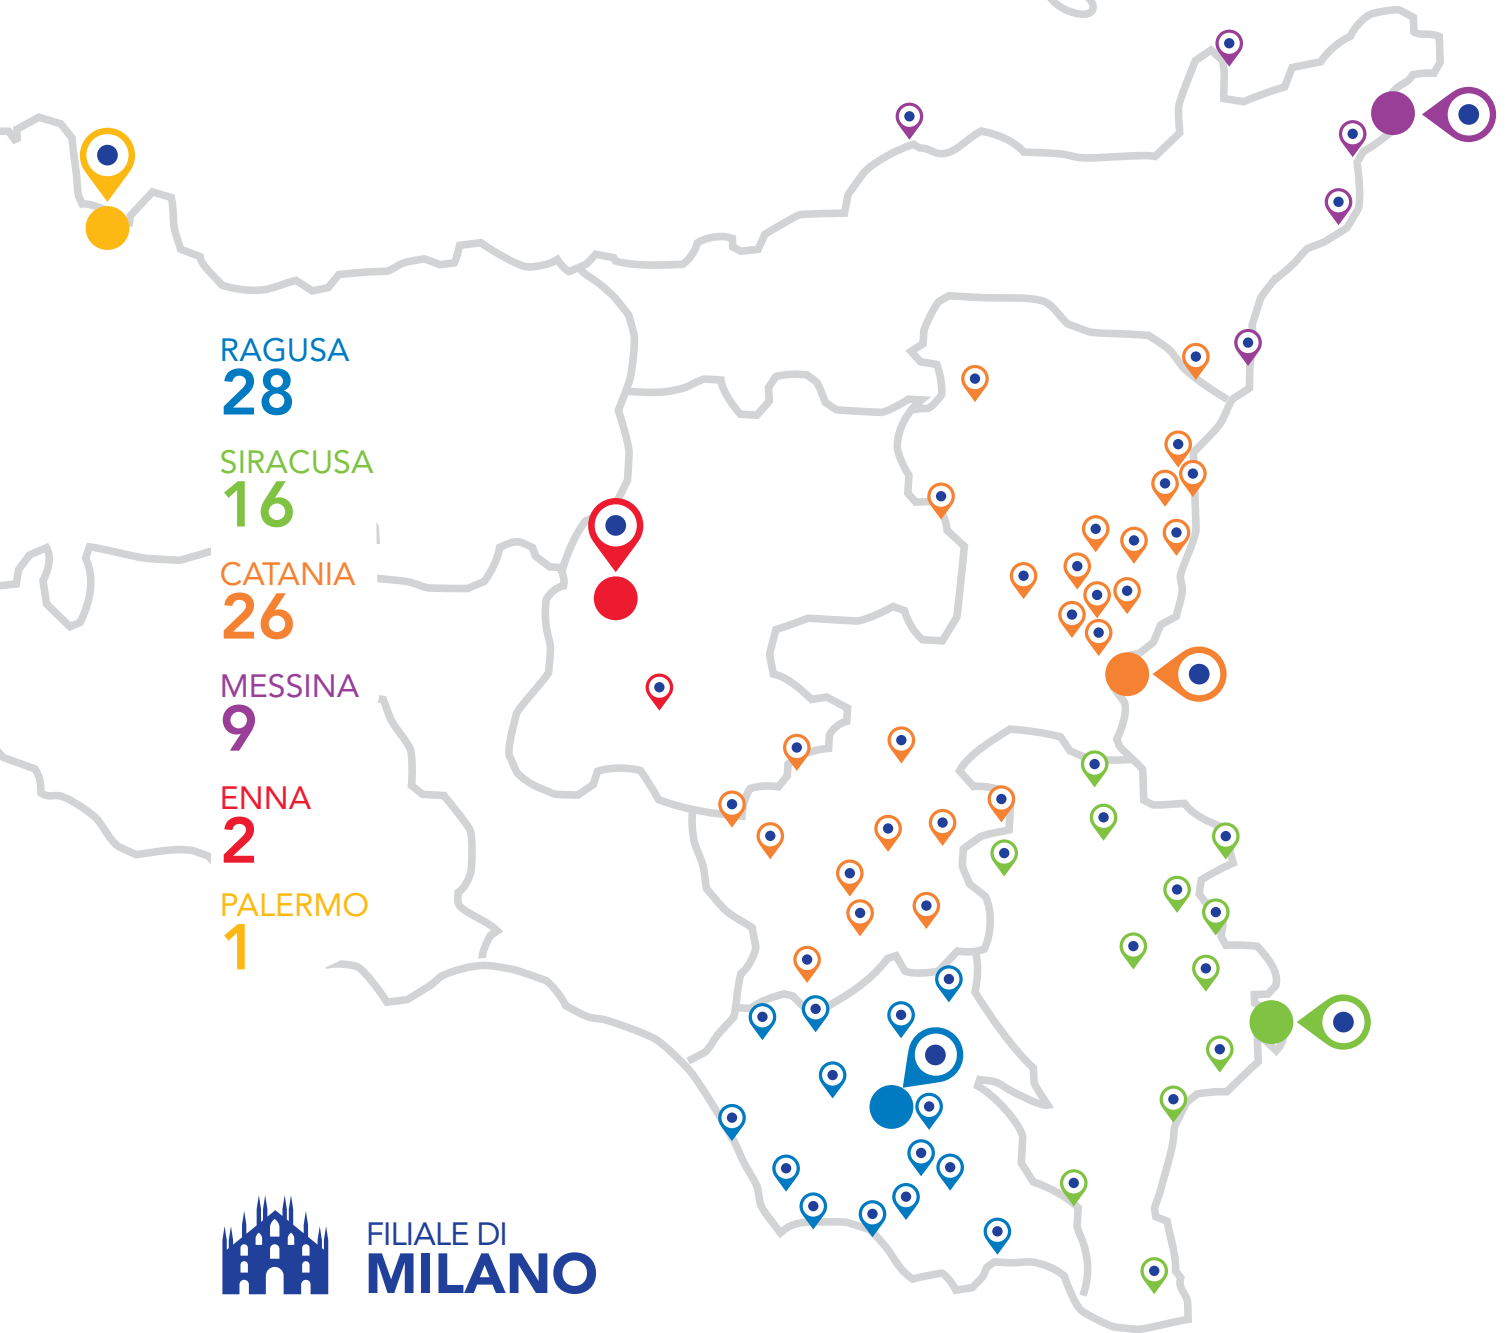 RAGUSA
28
SIRACUSA
16
CATANIA
26
MESSINA
9
ENNA
2
PALERMO
1
FILIALE DI
MILANO